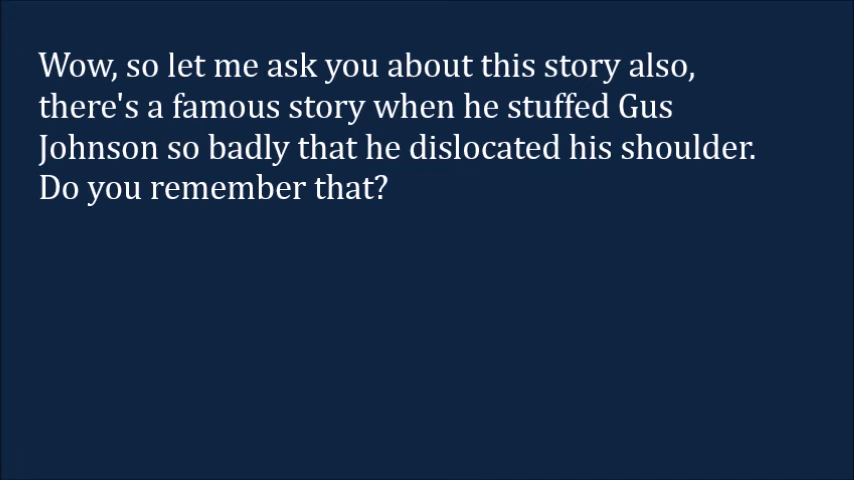 Wow, so let me ask you about this story also,
there's a famous story when he stuffed Gus
Johnson so badly that he dislocated his shoulder.
Do you remember that?